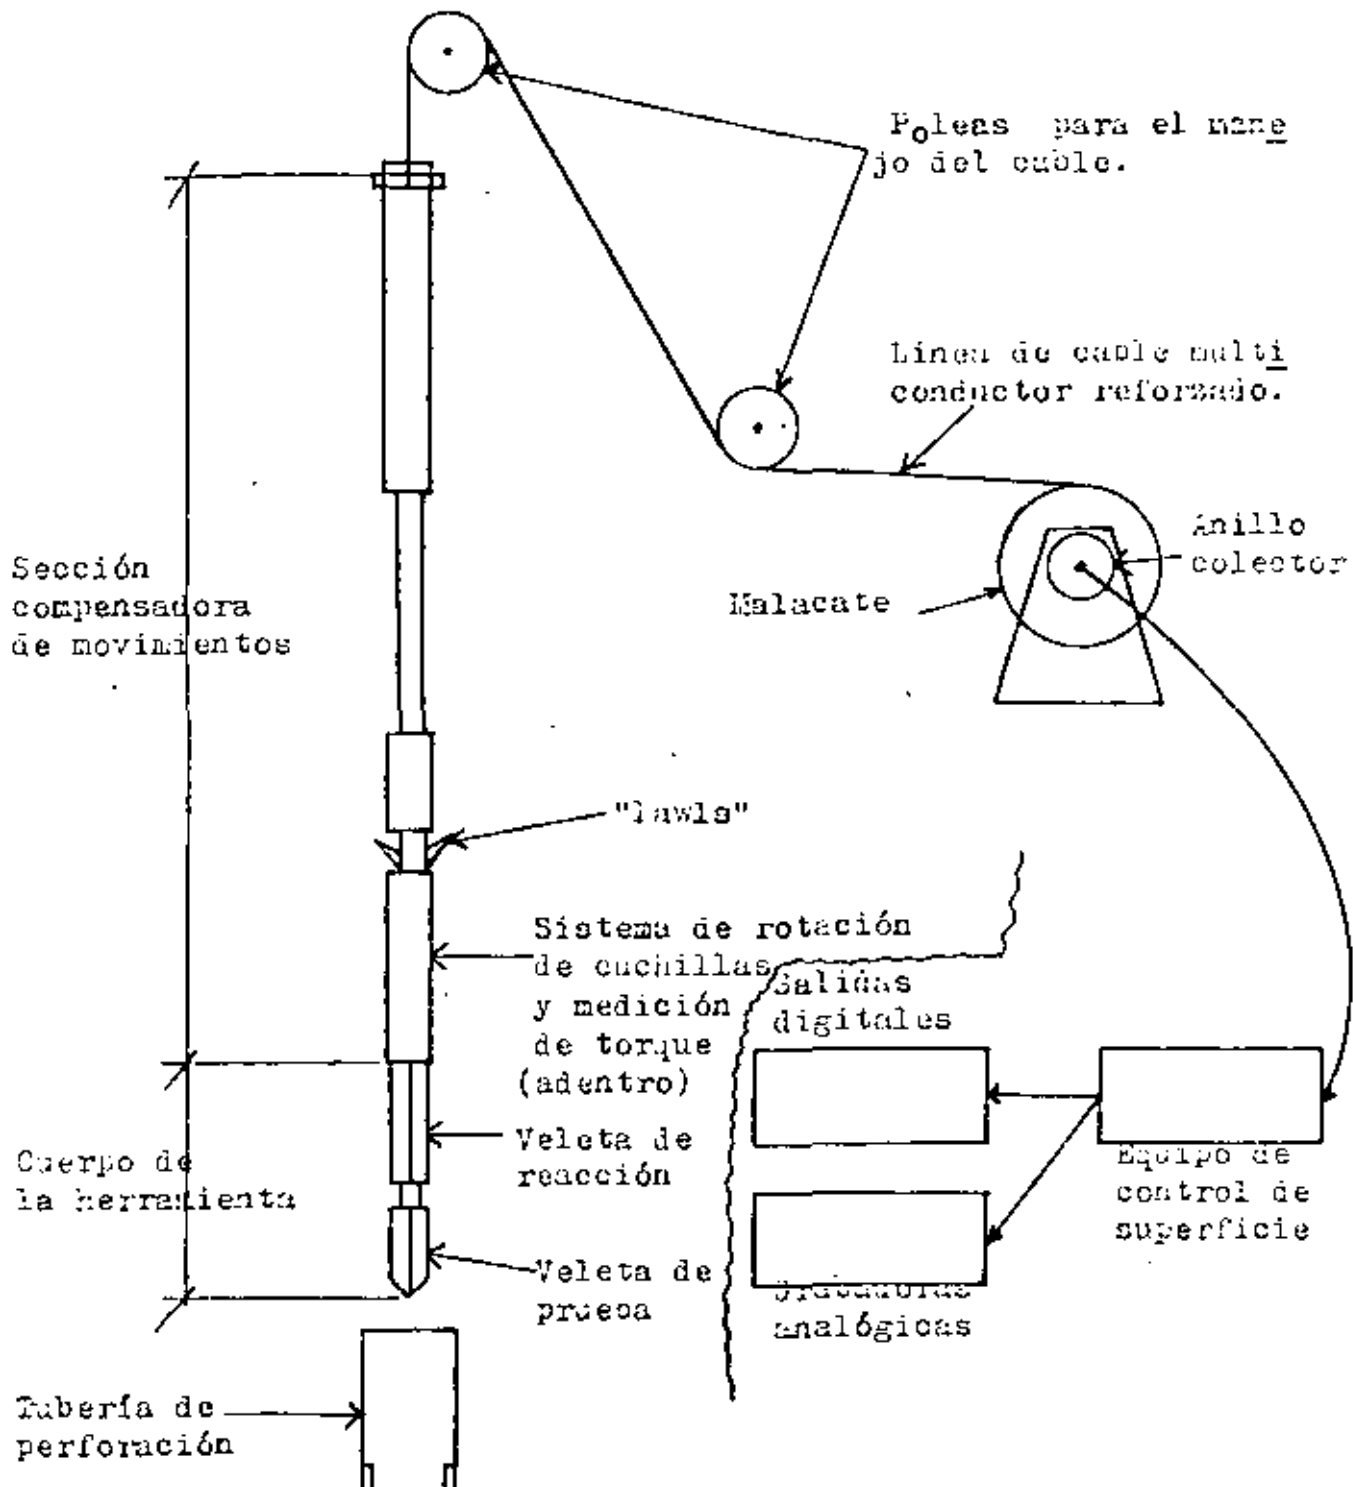 Poleas para el mane
jo del cable.
Linea de cable multi
conductor reforzado.
Anillo
colector
Malacate
Sección
compensadora
de movimientos
Sistema de rotación
de cuchillas
y medición
de torque
(adentro)
Salidas
digitales
Veleta de
reacción
Cuerpo de
la herramienta
Equipo de
control de
superficie
Veleta de
prueba
analógicas
Tubería de
perforación